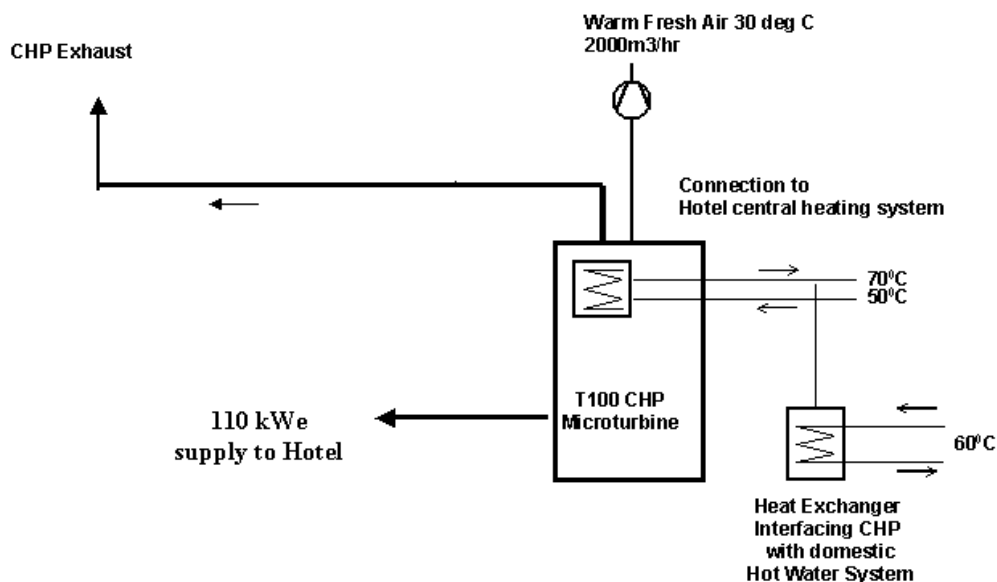 Warm Fresh Air 30 deg C
2000m3/hr
CHP Exhaust
Connection to
Hotel central heating system
70⁰C
50⁰C
T100 CHP
Microturbine
110 kWe
supply to Hotel
60⁰C
Heat Exchanger
Interfacing CHP
with domestic
Hot Water System